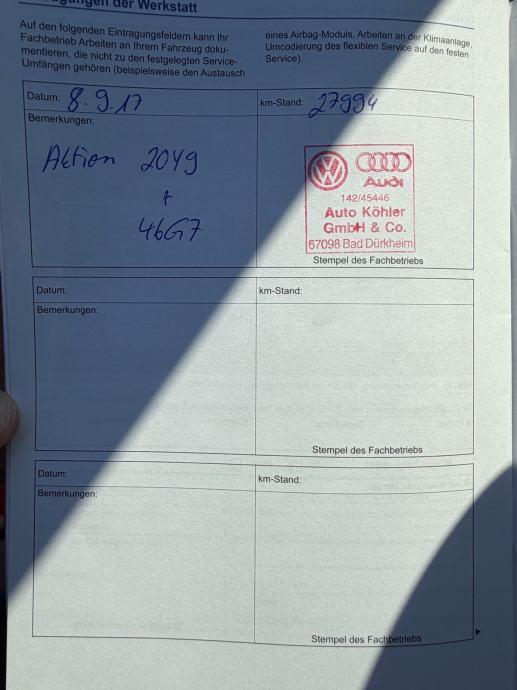 der Werkstatt
Auf den folgenden Eintragungsfeldern kann Ihr
Fachbetrieb Arbeiten an Ihrem Fahrzeug doku-
mentieren, die nicht zu den festgelegten Service-
Umfängen gehören (beispielsweise den Austausch
eines Airbag-Moduls, Arbeiten an der Klimaanlage,
Umcodierung des flexiblen Service auf den festen
Service).
Datum: 8.9.17
km-Stand: 27994
Bemerkungen:
Aktion 2049
+
46G7
VW Audi
142/45446
Auto Köhler
GmbH & Co.
67098 Bad Dürkheim
Stempel des Fachbetriebs
Datum:
km-Stand:
Bemerkungen:
Stempel des Fachbetriebs
Datum:
km-Stand:
Bemerkungen:
Stempel des Fachbetriebs